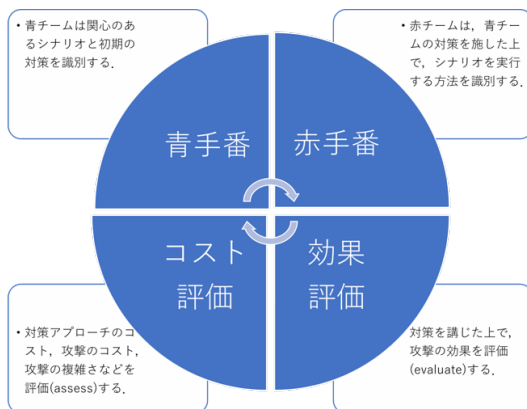 • 青チームは関心のあ
るシナリオと初期の
対策を識別する.
• 赤チームは，青チー
ムの対策を施した上
で，シナリオを実行
する方法を識別する.
青手番
赤手番
コスト
評価
効果
評価
• 対策アプローチのコ
スト，攻撃のコスト，
攻撃の複雑さなどを
評価(assess)する.
対策を講じた上で，
攻撃の効果を評価
(evaluate)する.